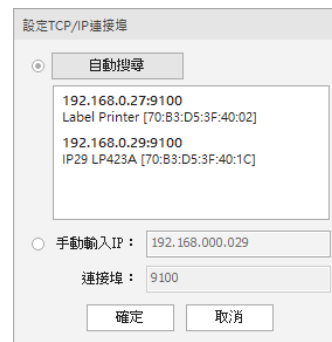 設定TCP/IP連接埠
自動搜尋
192.168.0.27:9100
Label Printer [70:B3:D5:3F:40:02]
192.168.0.29:9100
IP29 LP423A [70:B3:D5:3F:40:1C]
手動輸入IP： 192.168.000.029
連接埠： 9100
確定 取消